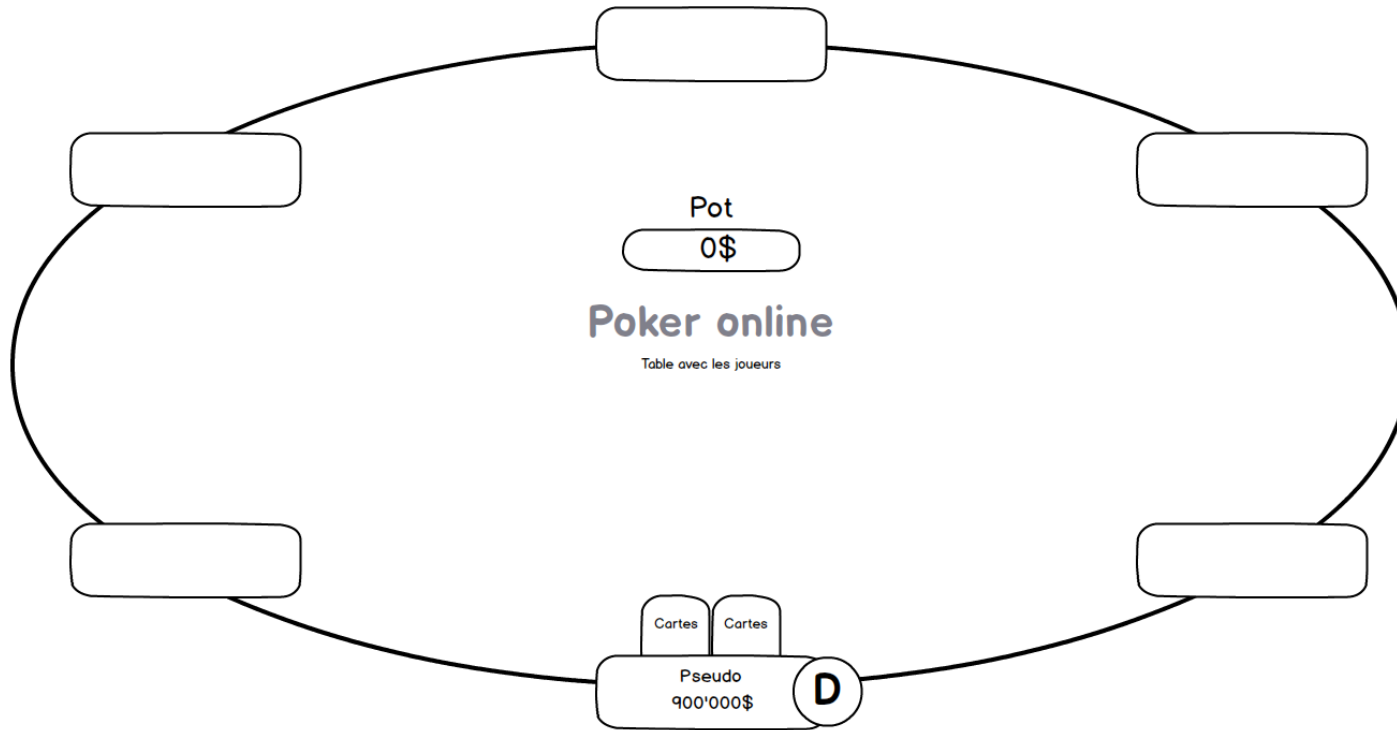 Pot
0$
Poker online
Table avec les joueurs
Cartes Cartes
Pseudo
900'000$
D